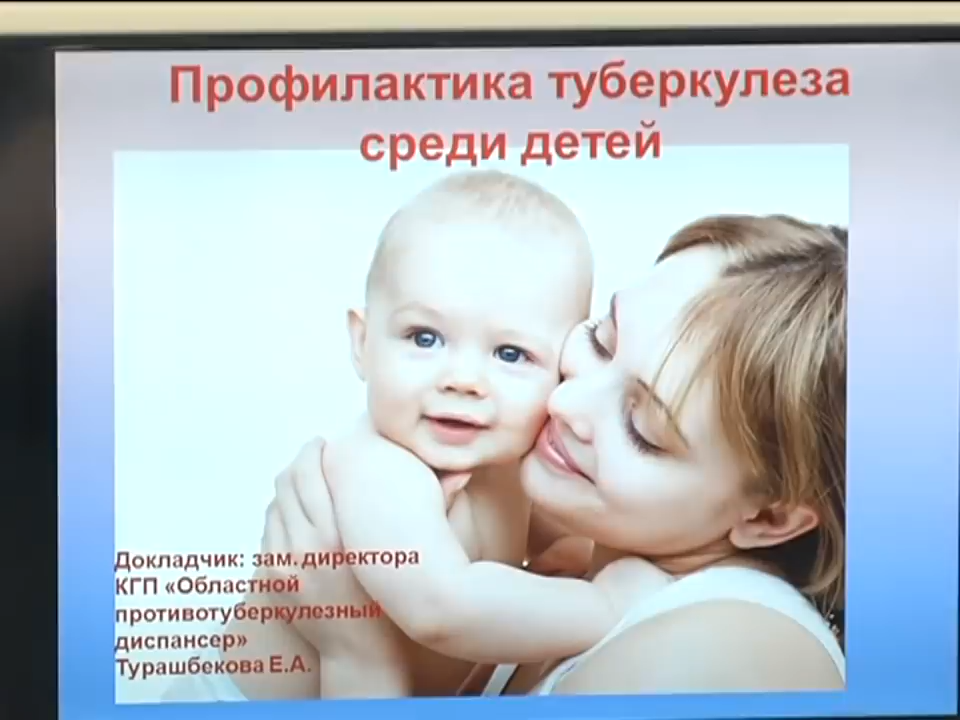 Профилактика туберкулеза
среди детей
Докладчик: зам. директора
КГП «Областной
противотуберкулезный
диспансер»
Турашбекова Е.А.